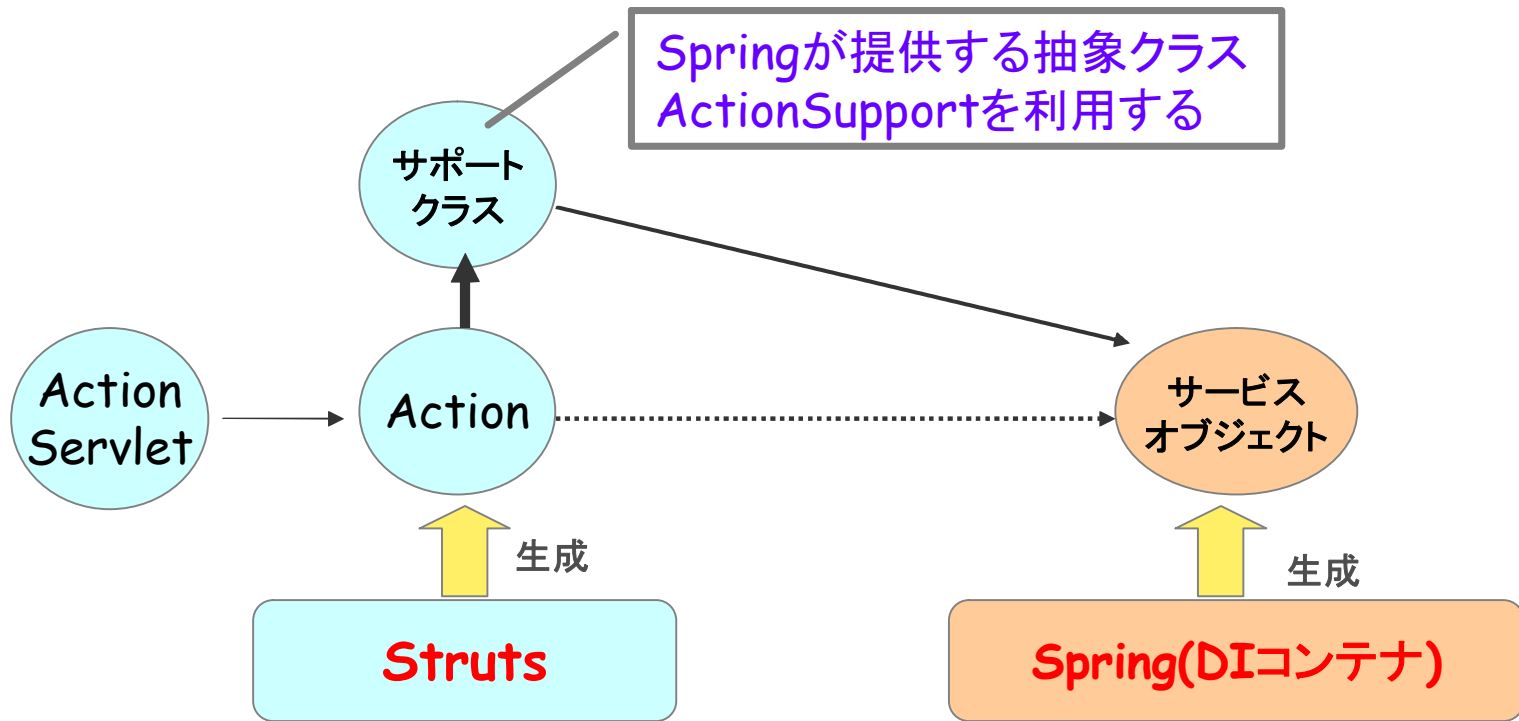 Springが提供する抽象クラス
ActionSupportを利用する
サポート
クラス
Action
Servlet
Action
サービス
オブジェクト
生成
生成
Struts
Spring(DIコンテナ)